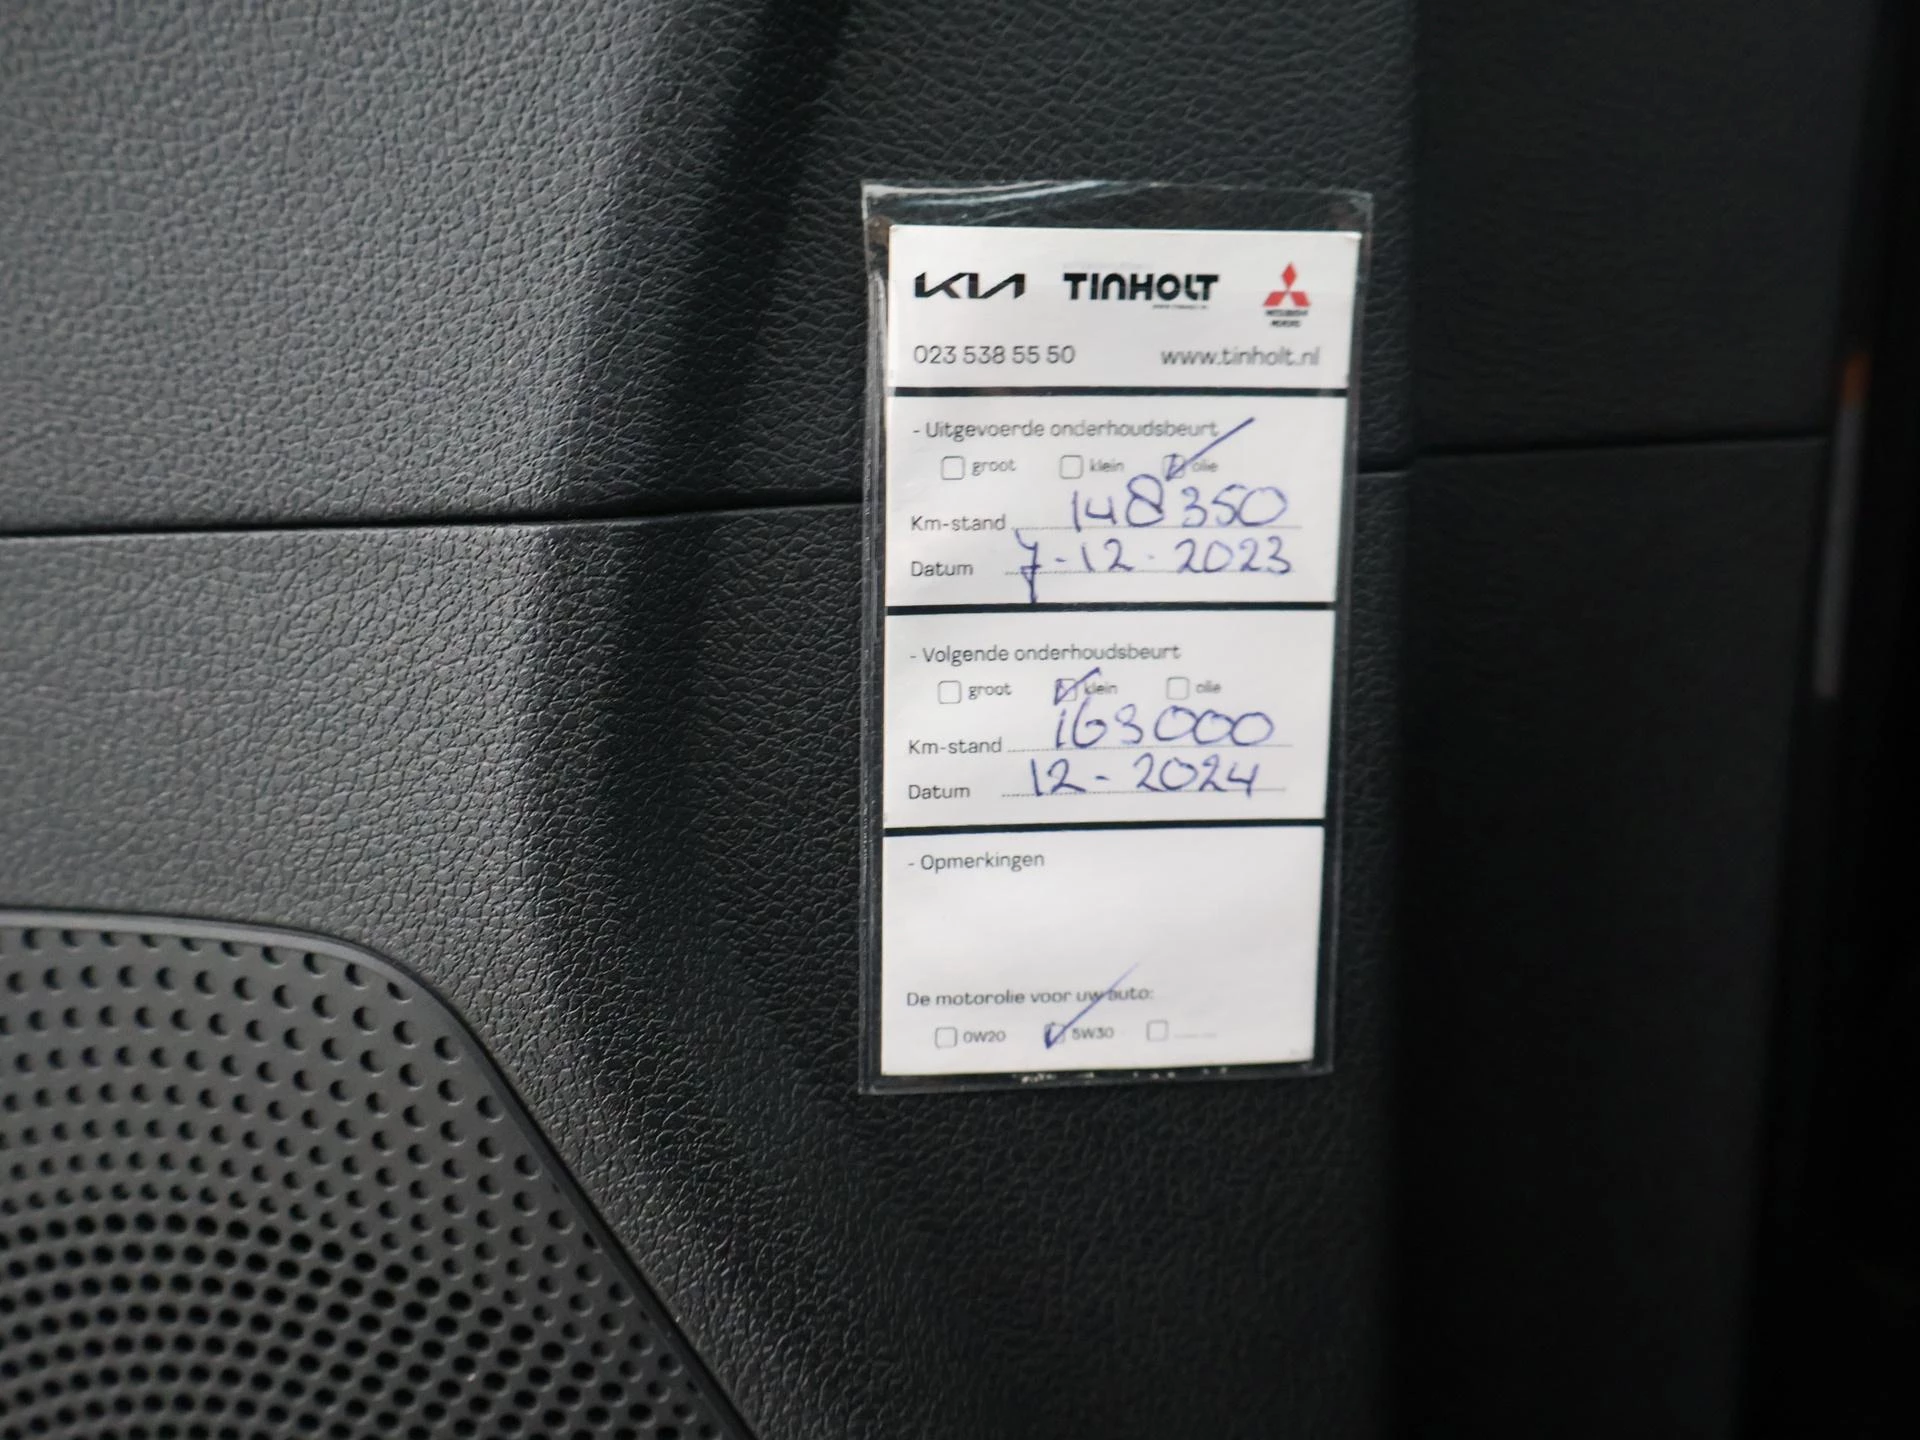 KIA TINHOLT MITSUBISHI
MOTORS
023 538 55 50 www.tinholt.nl
- Uitgevoerde onderhoudsbeurt
groot klein olie
Km-stand 148350
Datum 7-12-2023
- Volgende onderhoudsbeurt
groot klein olie
Km-stand 163000
Datum 12-2024
- Opmerkingen
De motorolie voor uw auto:
0W20 5W30